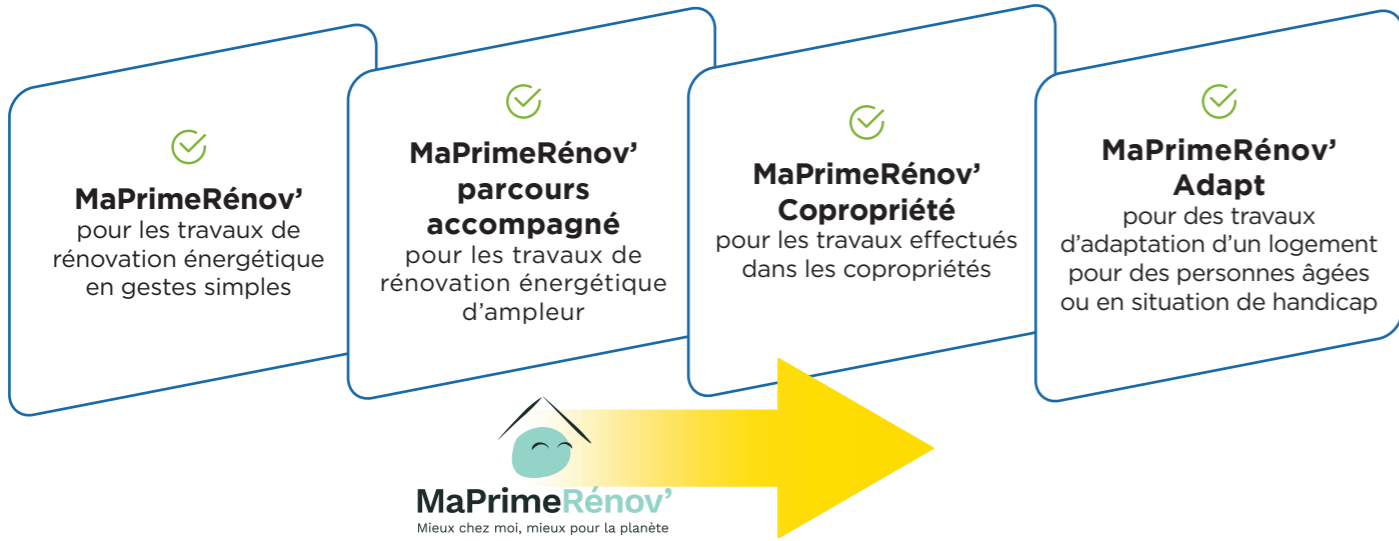 MaPrimeRénov’
pour les travaux de
rénovation énergétique
en gestes simples
MaPrimeRénov’
parcours
accompagné
pour les travaux de
rénovation énergétique
d’ampleur
MaPrimeRénov’
Copropriété
pour les travaux effectués
dans les copropriétés
MaPrimeRénov’
Adapt
pour des travaux
d’adaptation d’un logement
pour des personnes âgées
ou en situation de handicap
MaPrimeRénov’
Mieux chez moi, mieux pour la planète